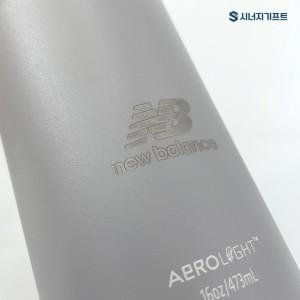 시너지기프트
NB
new balance
AEROLIGHT™
16oz/473mL